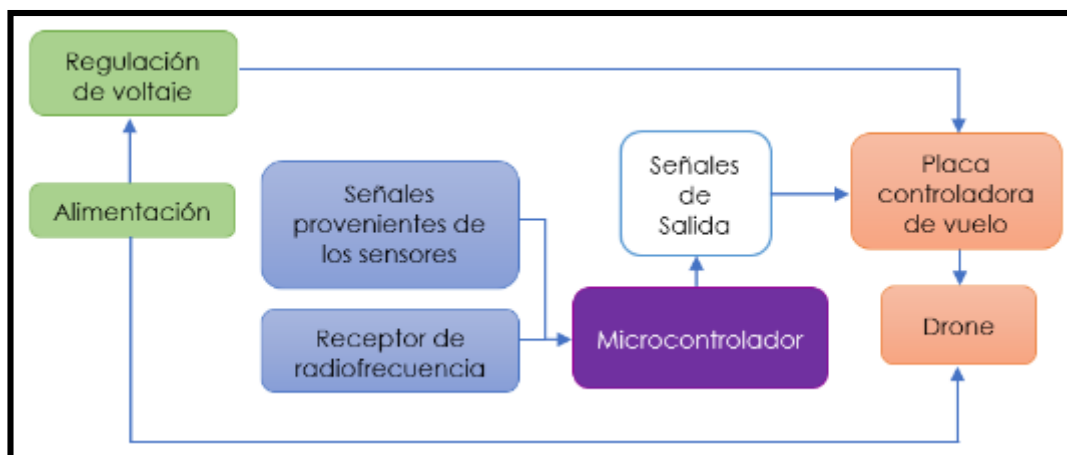 Regulación
de voltaje
Alimentación
Señales
provenientes de
los sensores
Receptor de
radiofrecuencia
Microcontrolador
Señales
de
Salida
Placa
controladora
de vuelo
Drone